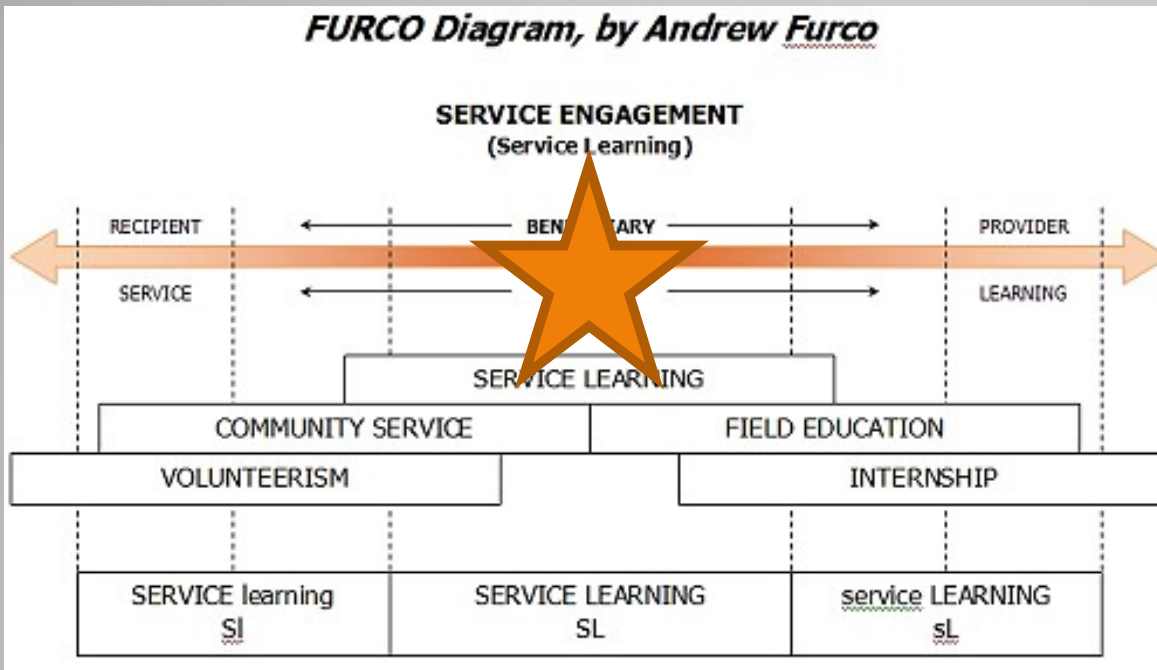 FURCO Diagram, by Andrew Furco
SERVICE ENGAGEMENT
(Service Learning)
RECIPIENT
PROVIDER
SERVICE
LEARNING
SERVICE LEARNING
COMMUNITY SERVICE
FIELD EDUCATION
VOLUNTEERISM
INTERNSHIP
SERVICE learning
Sl
SERVICE LEARNING
SL
service LEARNING
sL